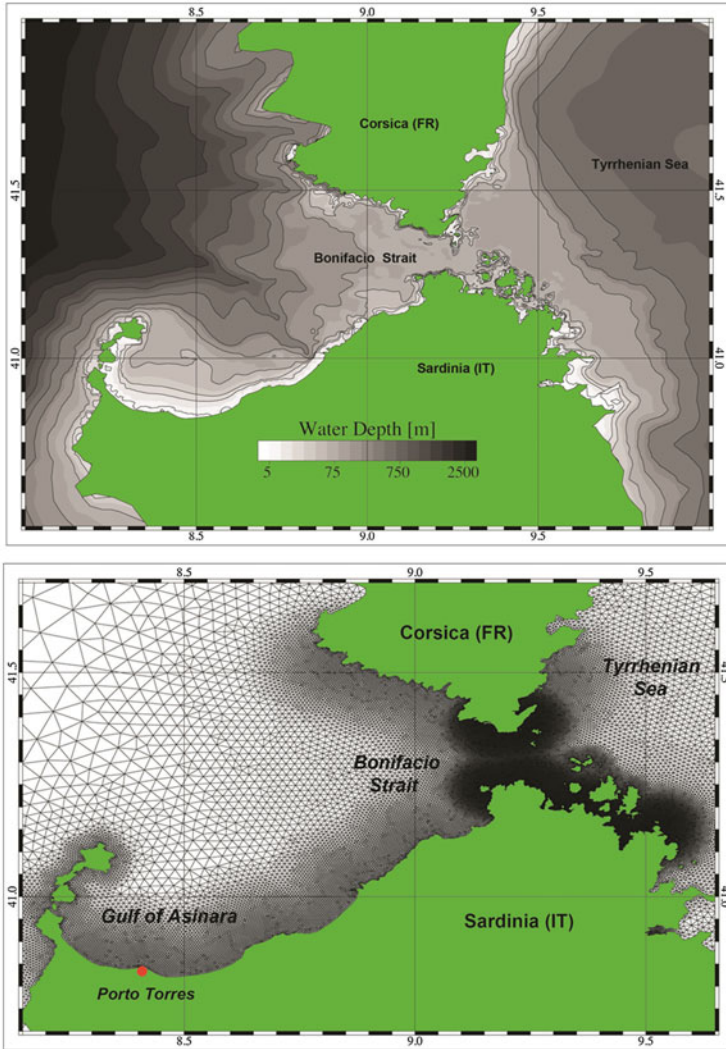 8.5 9.0 9.5
Corsica (FR)
Tyrrhenian Sea
41.5 41.5
Bonifacio Strait
41.0 41.0
Sardinia (IT)
Water Depth [m]
5 75 750 2500
8.5 9.0 9.5
8.5 9.0 9.5
Corsica (FR)
41.5 41.5
Tyrrhenian
Sea
Bonifacio
Strait
41.0 41.0
Gulf of Asinara
Sardinia (IT)
Porto Torres
8.5 9.0 9.5